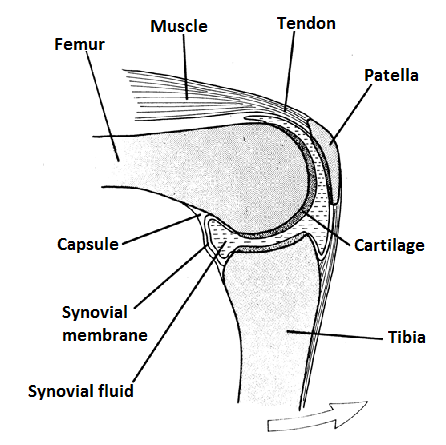 Muscle
Tendon
Femur
Patella
Capsule
Cartilage
Synovial
membrane
Tibia
Synovial fluid